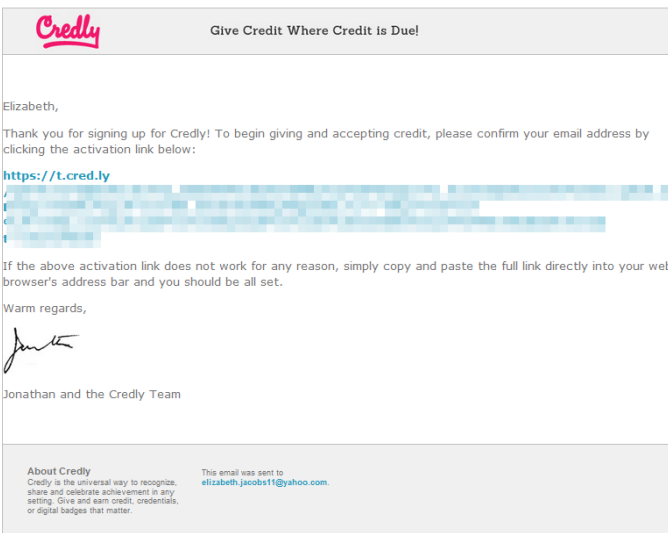 Credly
Give Credit Where Credit is Due!
Elizabeth,
Thank you for signing up for Credly! To begin giving and accepting credit, please confirm your email address by
clicking the activation link below:
https://t.cred.ly
If the above activation link does not work for any reason, simply copy and paste the full link directly into your web
browser's address bar and you should be all set.
Warm regards,
Jonathan and the Credly Team
About Credly
Credly is the universal way to recognize,
share and celebrate achievement in any
setting. Give and earn credit, credentials,
or digital badges that matter.
This email was sent to
elizabeth.jacobs11@yahoo.com.